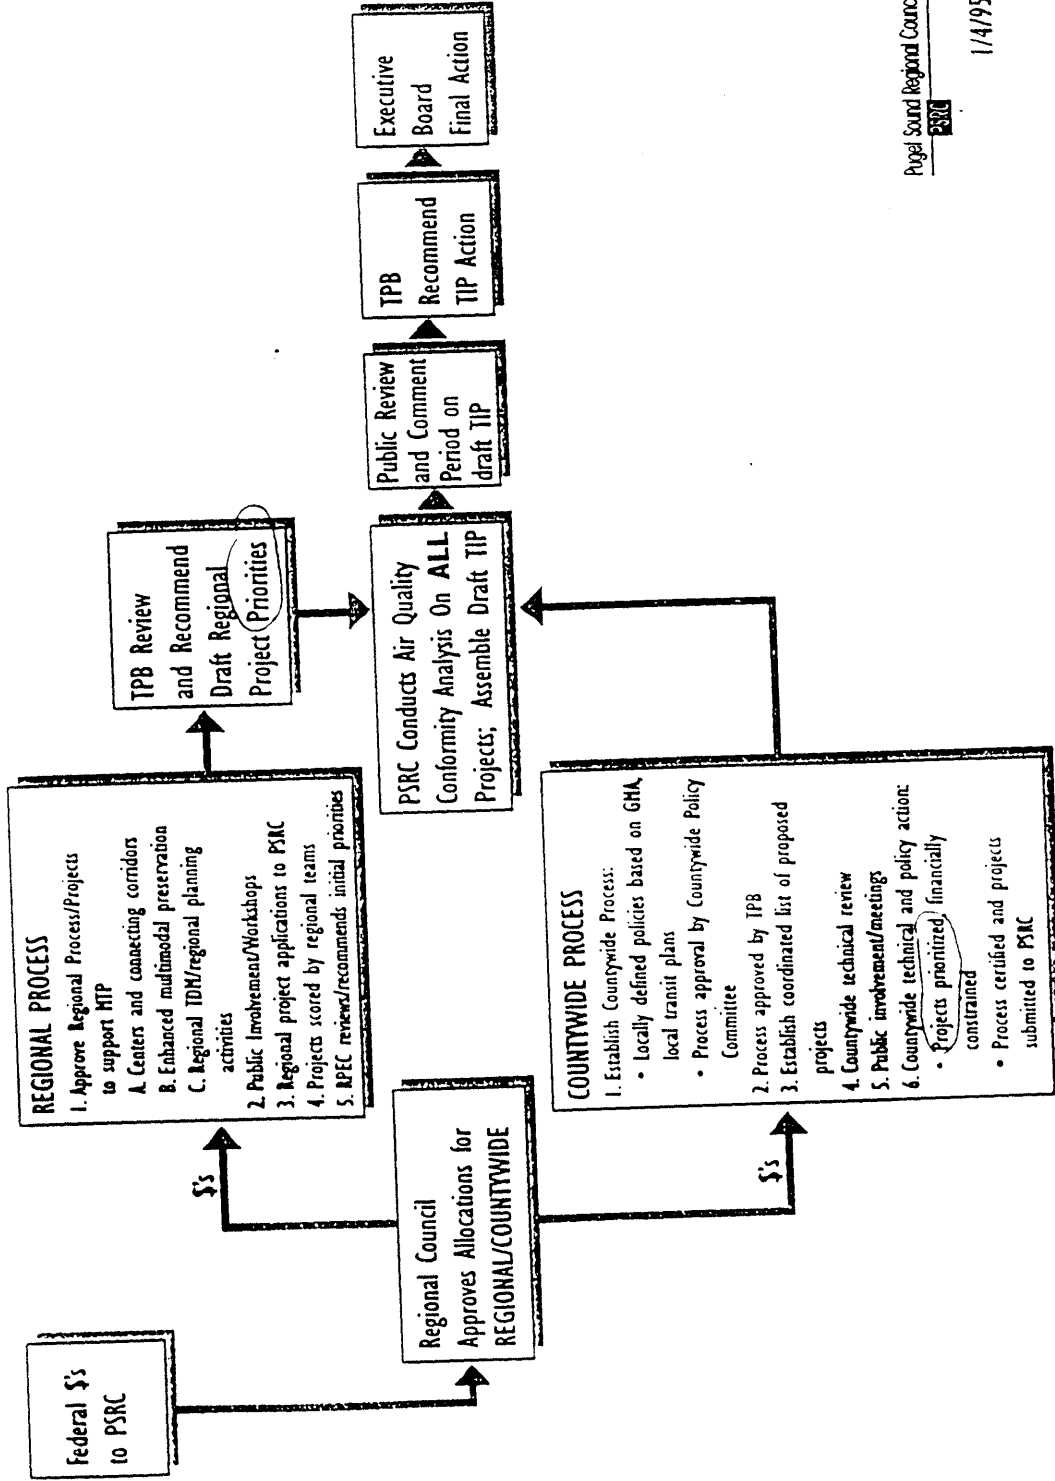 Federal $'s
to PSRC
Regional Council
Approves Allocations for
REGIONAL/COUNTYWIDE
$'s
$'s
REGIONAL PROCESS
1. Approve Regional Process/Projects
to support MTP
A. Centers and connecting corridors
B. Enhanced multimodal preservation
C. Regional TDM/regional planning
activities
2. Public Involvement/Workshops
3. Regional project applications to PSRC
4. Projects scored by regional teams
5. RPEC reviews/recommends initial priorities
COUNTYWIDE PROCESS
1. Establish Countywide Process:
• Locally defined policies based on GMA,
local transit plans
• Process approval by Countywide Policy
Committee
2. Process approved by TPB
3. Establish coordinated list of proposed
projects
4. Countywide technical review
5. Public involvement/meetings
6. Countywide technical and policy action:
• Projects prioritized, financially
constrained
• Process certified and projects
submitted to PSRC
TPB Review
and Recommend
Draft Regional
Project Priorities
PSRC Conducts Air Quality
Conformity Analysis On ALL
Projects; Assemble Draft TIP
Public Review
and Comment
Period on
draft TIP
TPB
Recommend
TIP Action
Executive
Board
Final Action
Puget Sound Regional Counc
PSRC
1/4/95